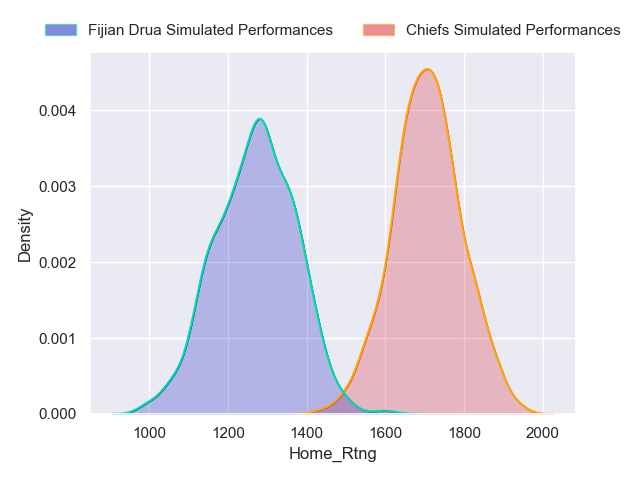 Fijian Drua Simulated Performances Chiefs Simulated Performances
0.004
0.003
0.002
0.001
0.000
Density
1000 1200 1400 1600 1800 2000
Home_Rtng